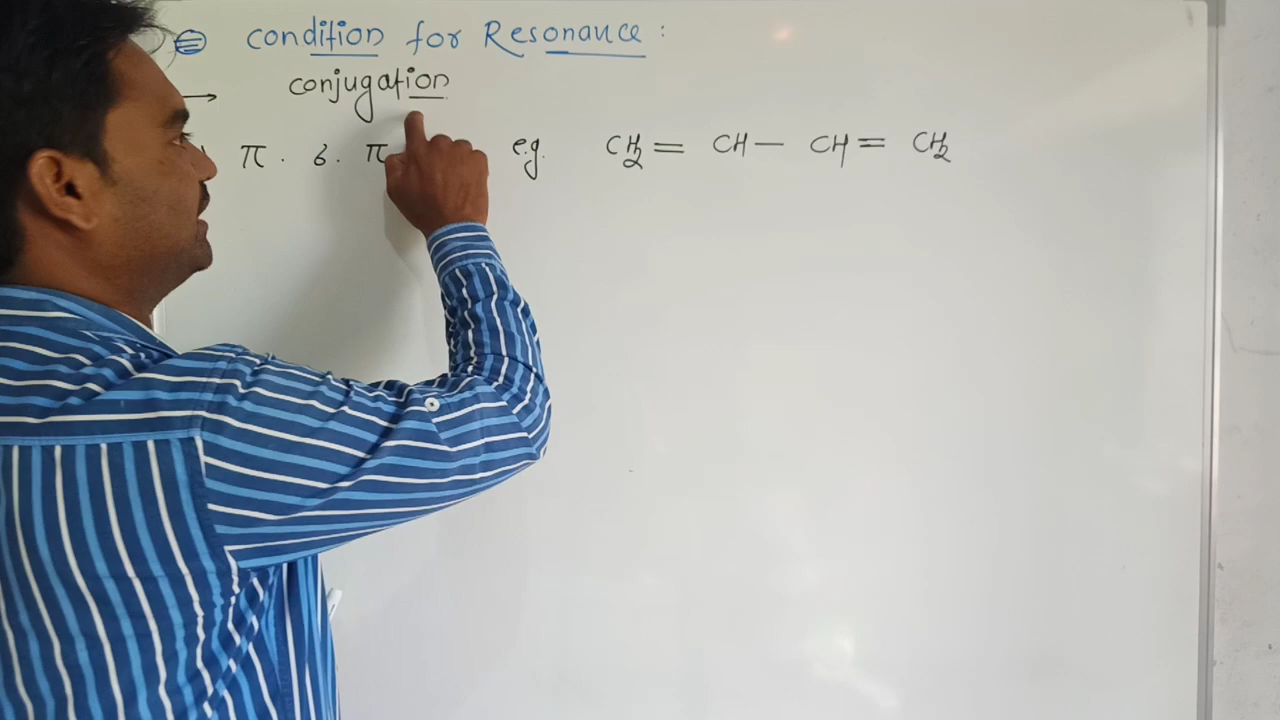 condition for Resonance :
→ conjugation
π . σ . π e.g. CH2 = CH — CH = CH2